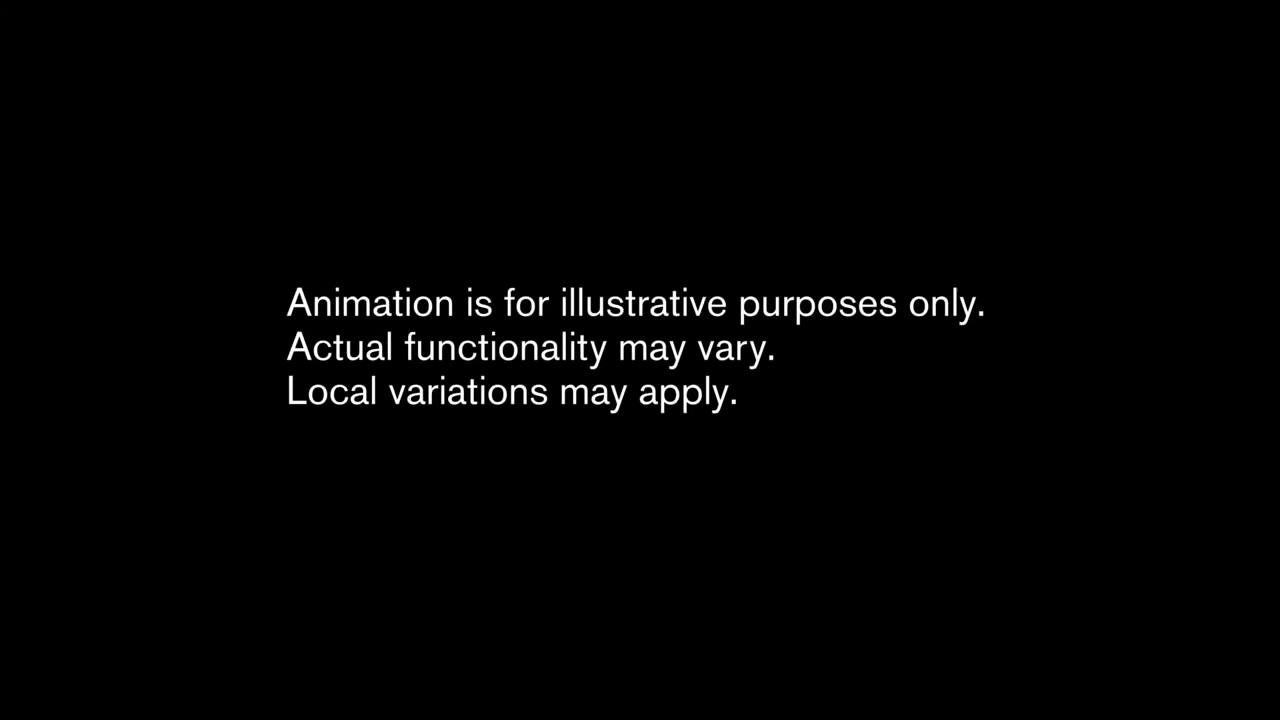 Animation is for illustrative purposes only.
Actual functionality may vary.
Local variations may apply.